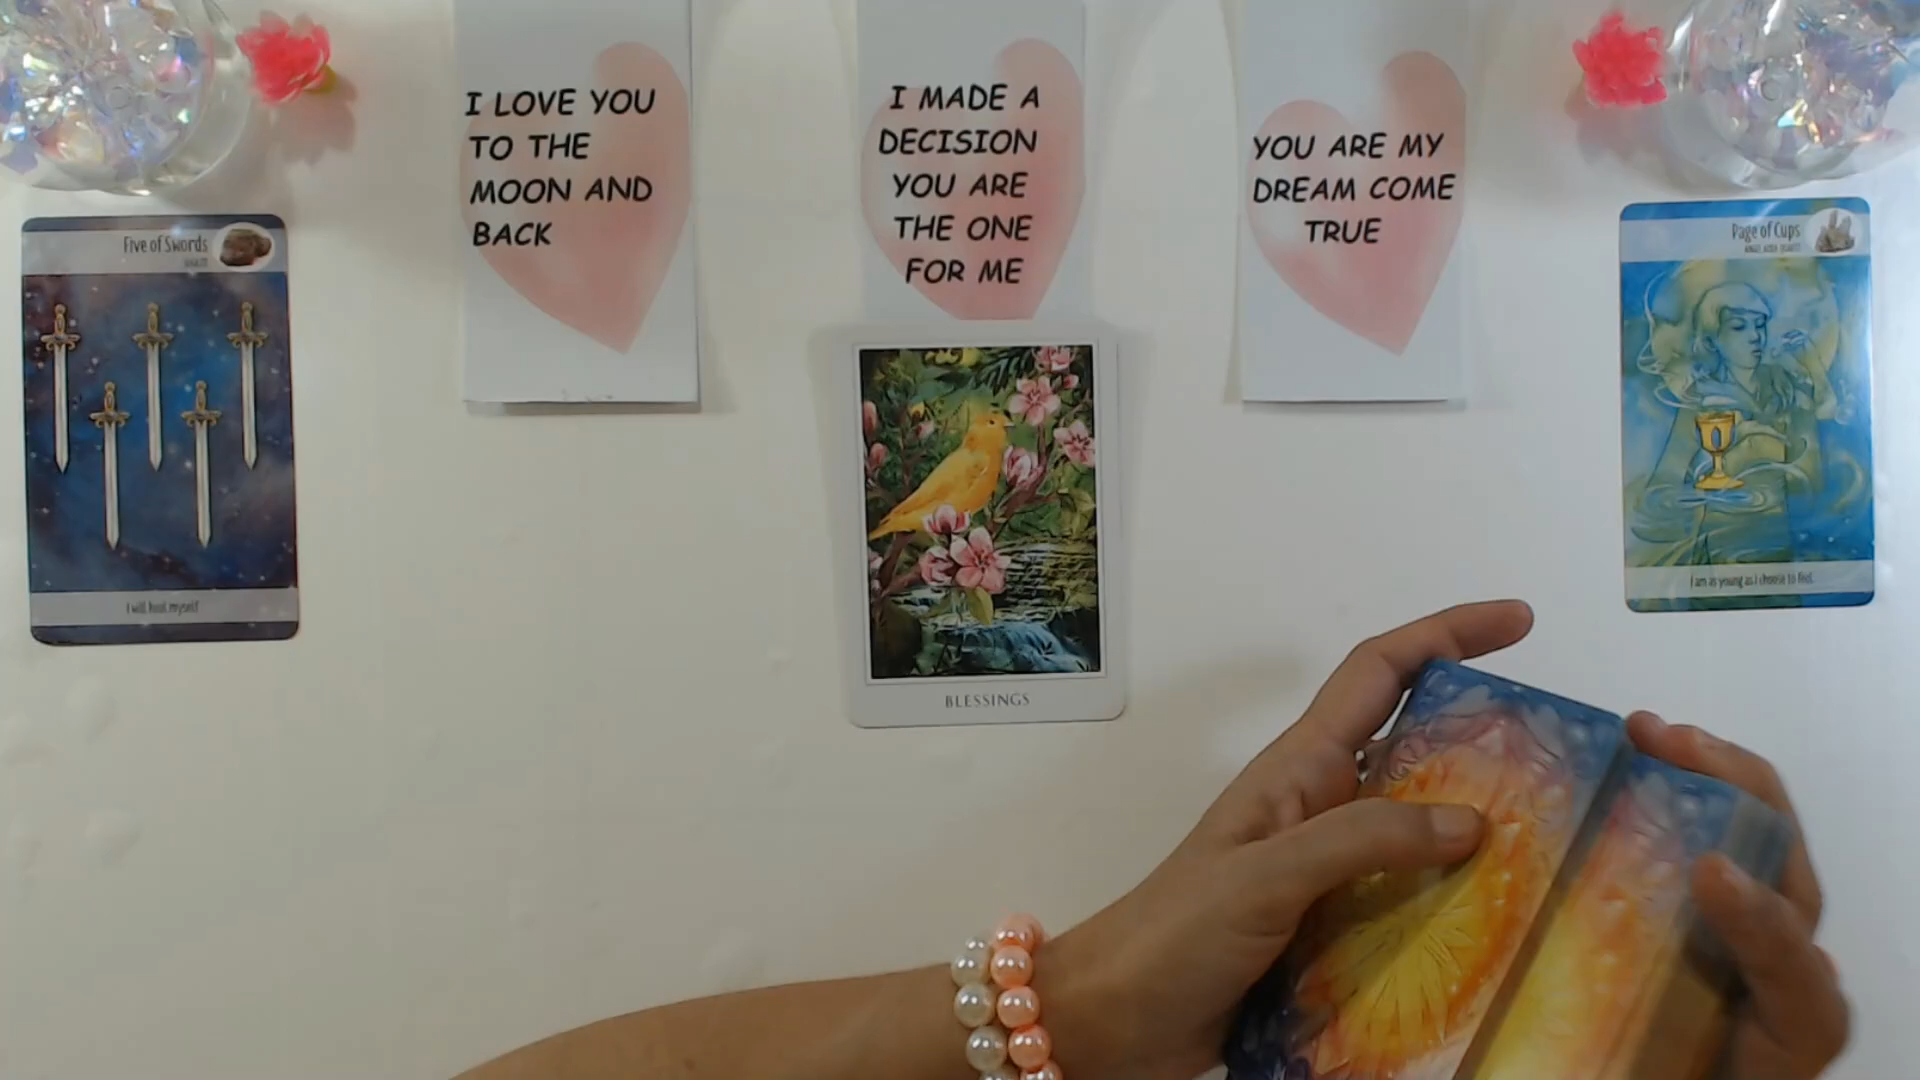 I LOVE YOU
TO THE
MOON AND
BACK
I MADE A
DECISION
YOU ARE
THE ONE
FOR ME
YOU ARE MY
DREAM COME
TRUE
Five of Swords
I will heal myself
Page of Cups
I am as young as I choose to feel.
BLESSINGS